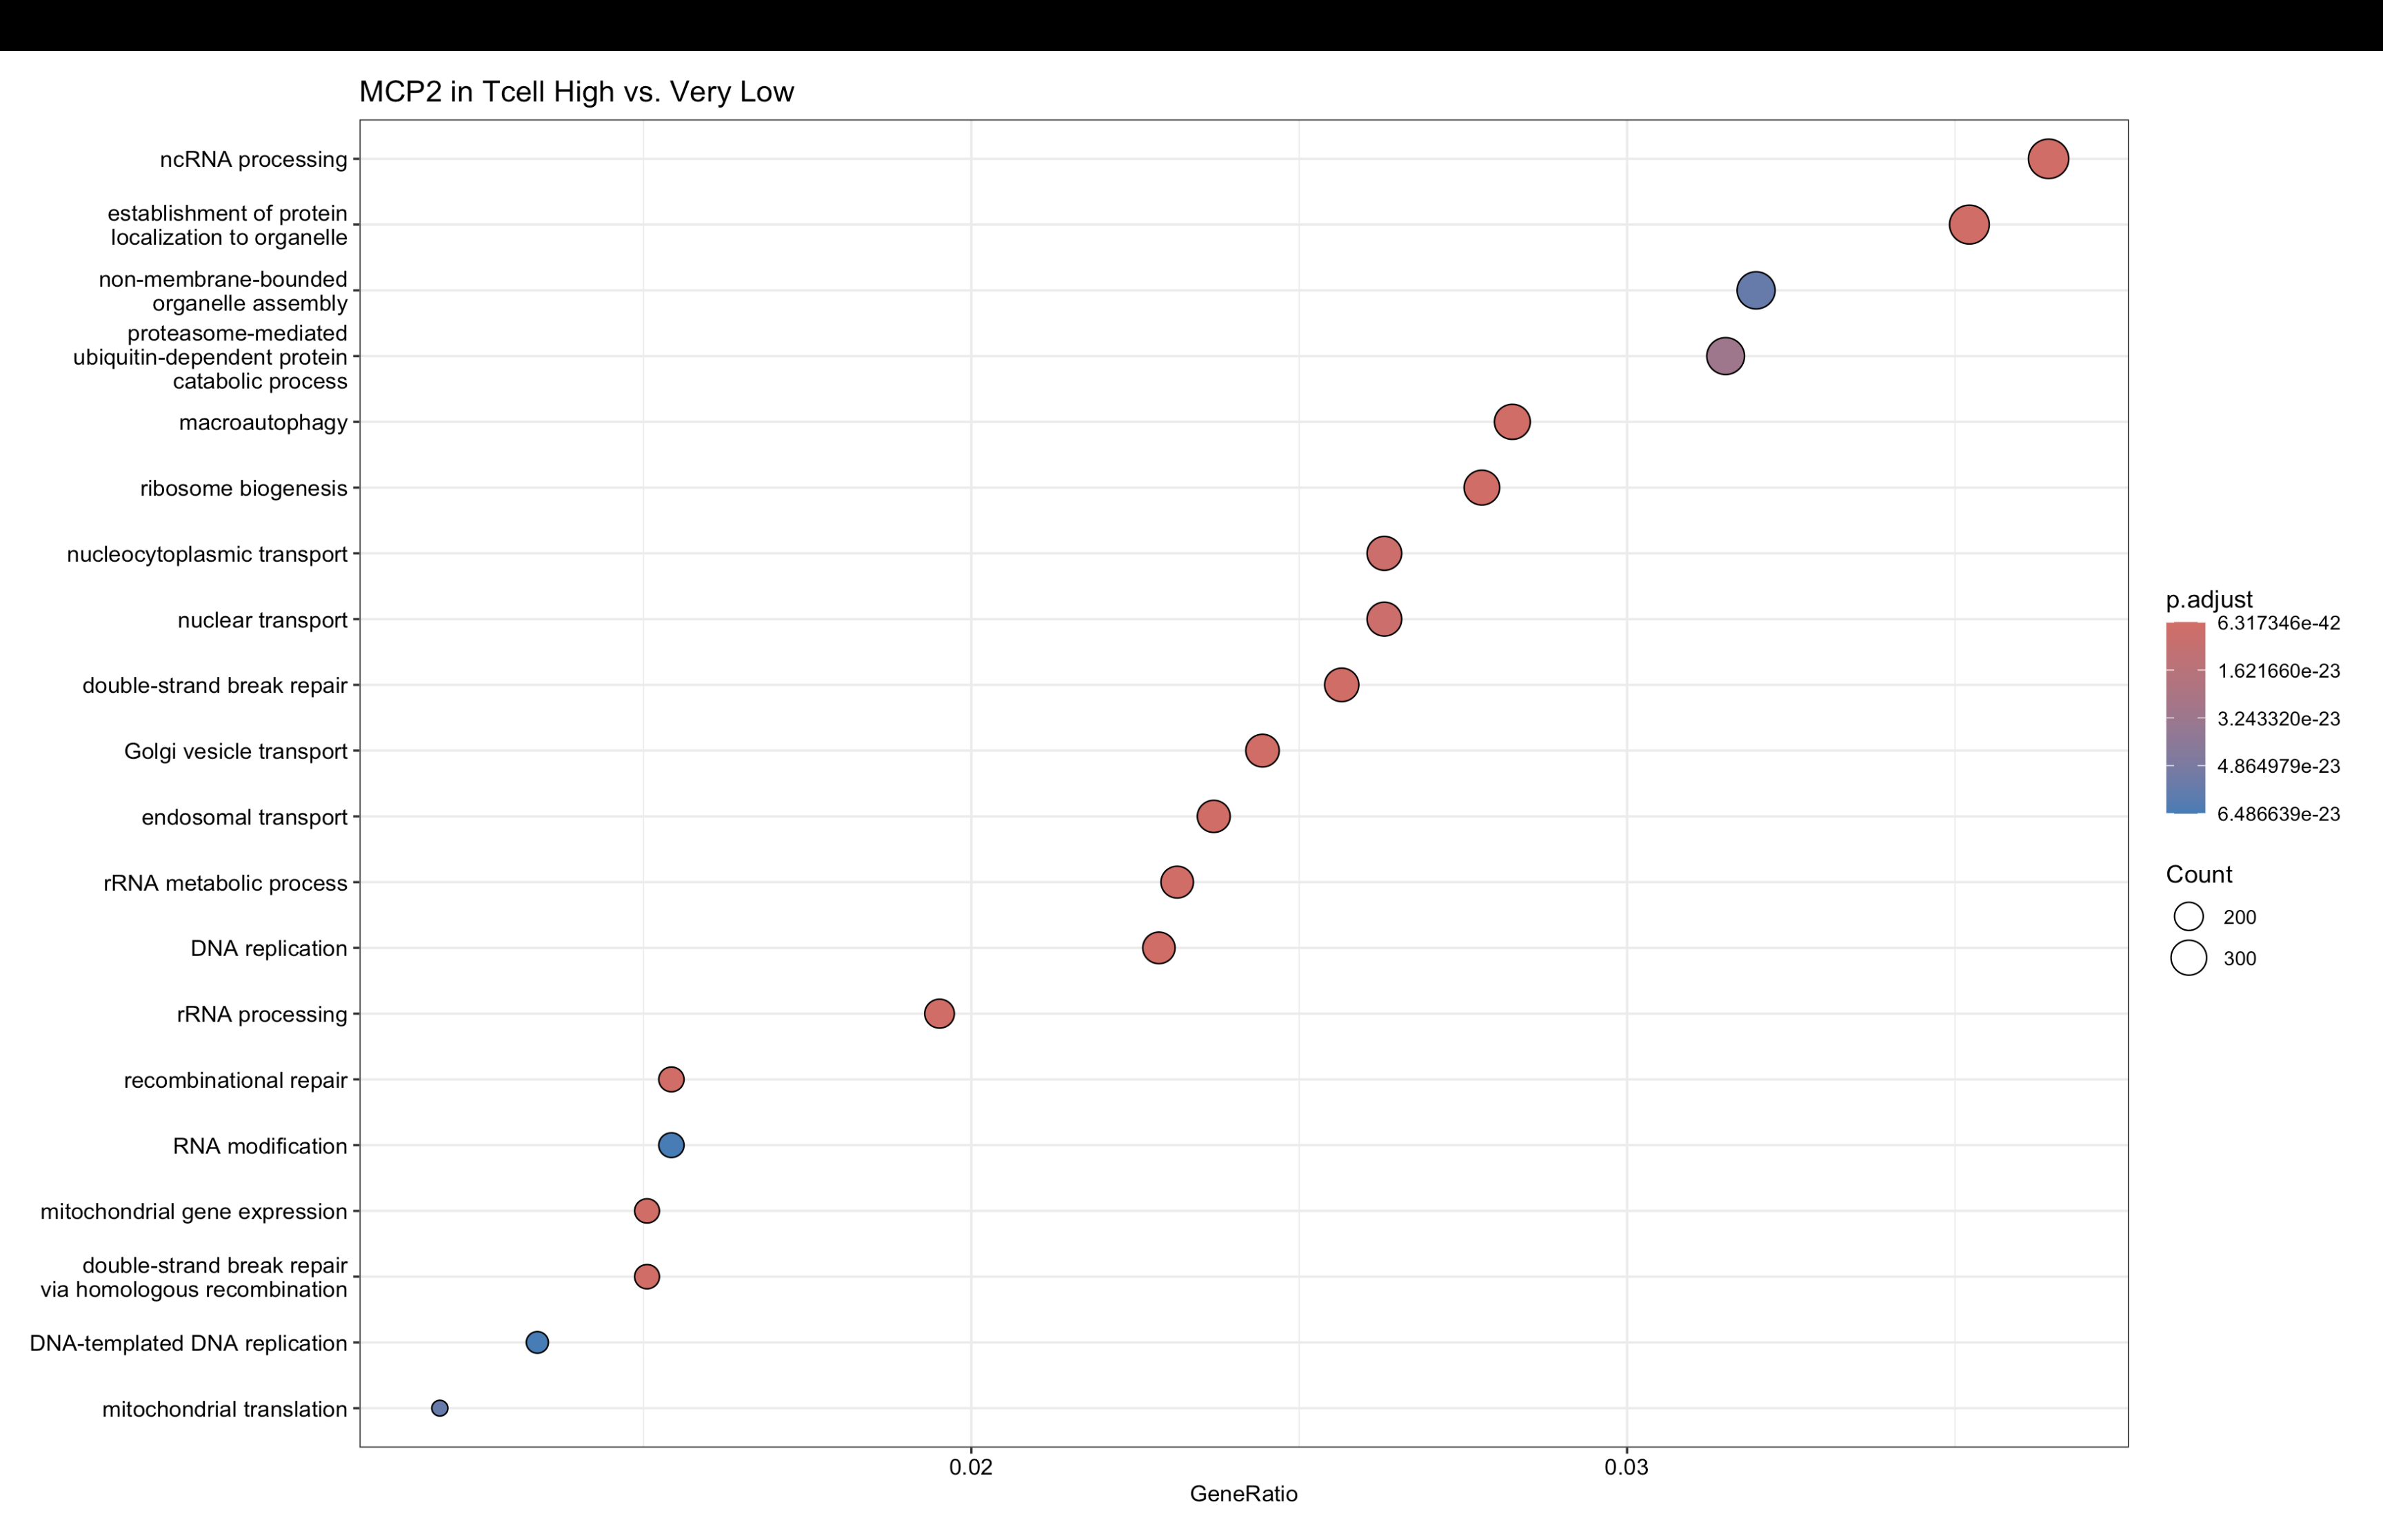 MCP2 in Tcell High vs. Very Low
ncRNA processing
establishment of protein
localization to organelle
non-membrane-bounded
organelle assembly
proteasome-mediated
ubiquitin-dependent protein
catabolic process
macroautophagy
ribosome biogenesis
nucleocytoplasmic transport
nuclear transport
double-strand break repair
Golgi vesicle transport
endosomal transport
rRNA metabolic process
DNA replication
rRNA processing
recombinational repair
RNA modification
mitochondrial gene expression
double-strand break repair
via homologous recombination
DNA-templated DNA replication
mitochondrial translation
0.02
0.03
GeneRatio
p.adjust
6.317346e-42
1.621660e-23
3.243320e-23
4.864979e-23
6.486639e-23
Count
200
300